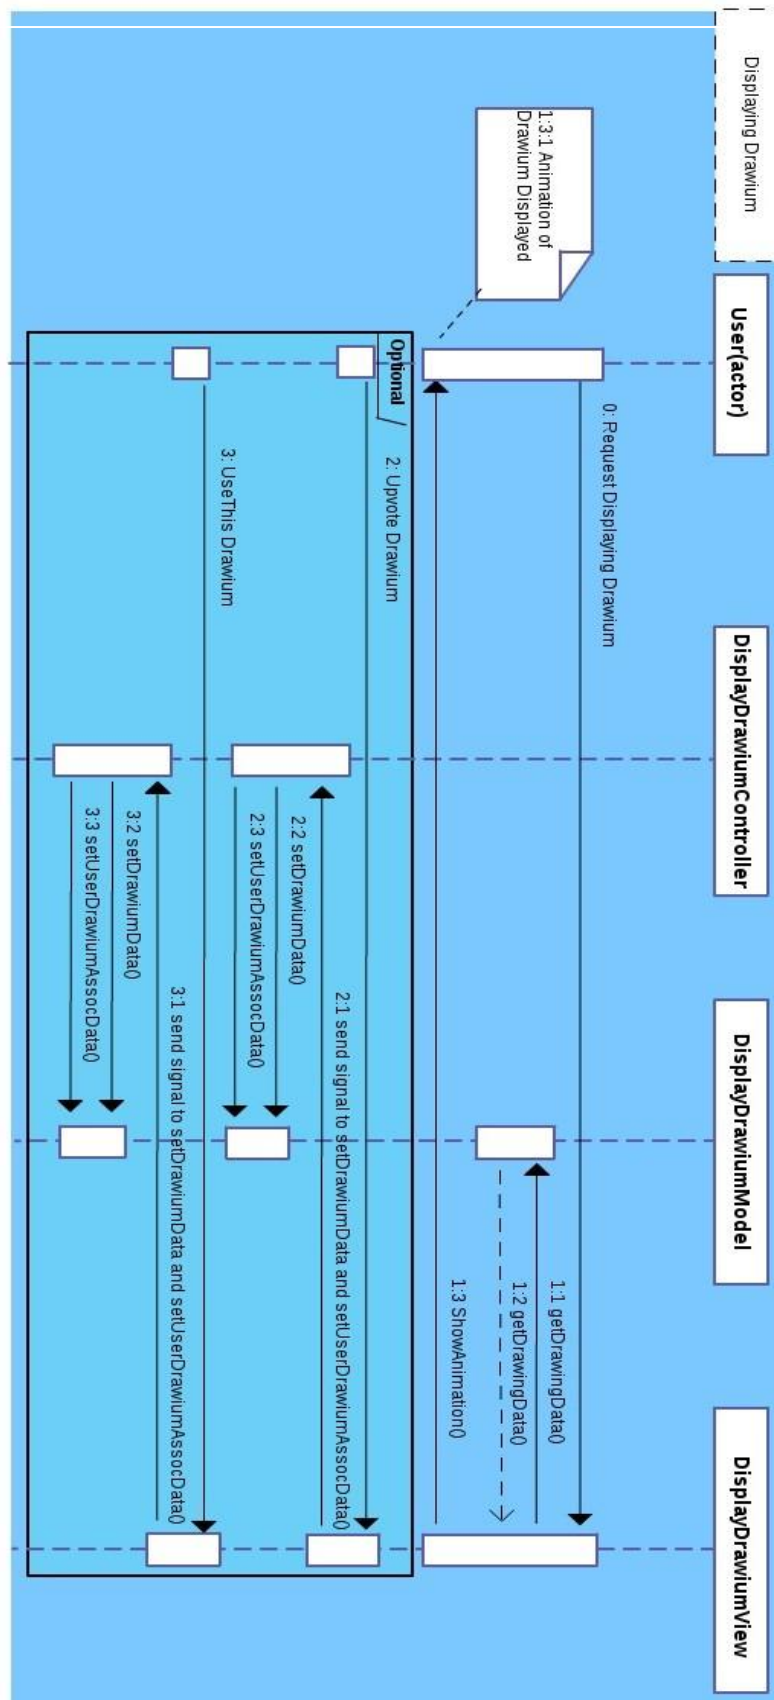 Displaying Drawium
User(actor)
DisplayDrawiumController
DisplayDrawiumModel
DisplayDrawiumView
0: Request Displaying Drawium
1:1 getDrawingData()
1:2 getDrawingData()
1:3 ShowAnimation()
1:3:1 Animation of
Drawium Displayed
Optional
2: Upvote Drawium
2:1 send signal to setDrawiumData and setUserDrawiumAssocData()
2:2 setDrawiumData()
2:3 setUserDrawiumAssocData()
3: UseThis Drawium
3:1 send signal to setDrawiumData and setUserDrawiumAssocData()
3:2 setDrawiumData()
3:3 setUserDrawiumAssocData()